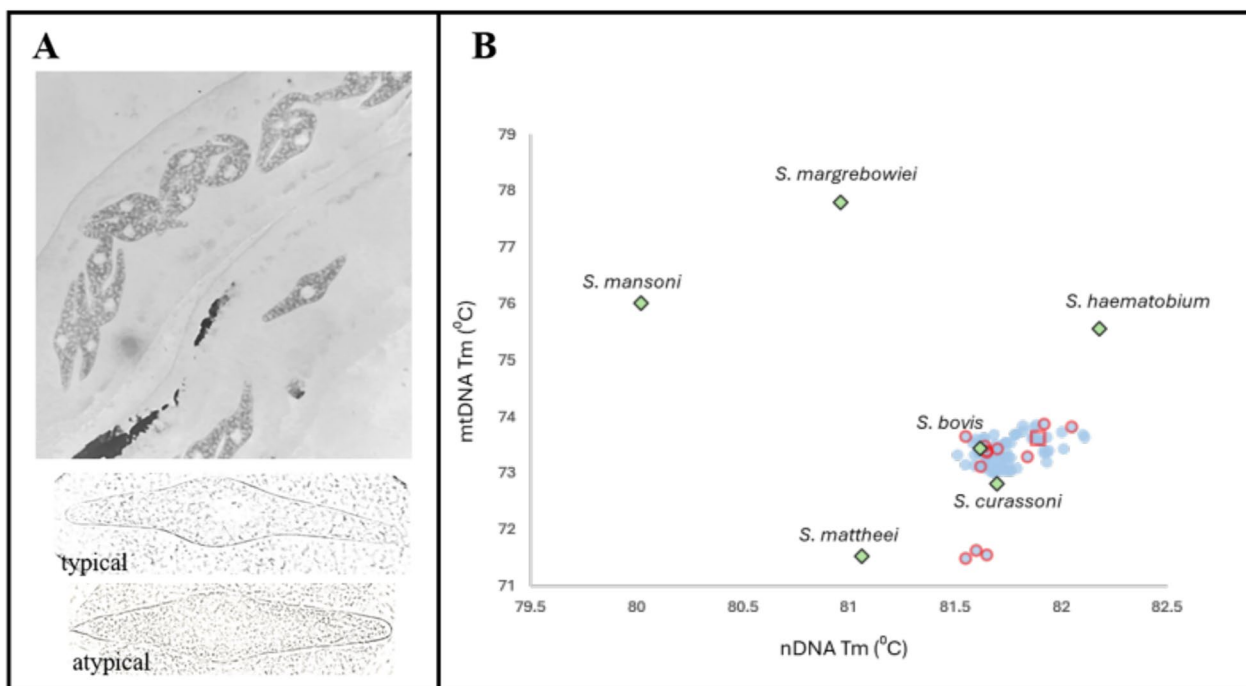 A
typical
atypical
B
79
78
77
76
75
74
73
72
71
S. margrebowiei
S. mansoni
S. haematobium
S. bovis
S. curassoni
S. mattheei
mtDNA Tm (⁰C)
79.5
80
80.5
81
81.5
82
82.5
nDNA Tm (⁰C)